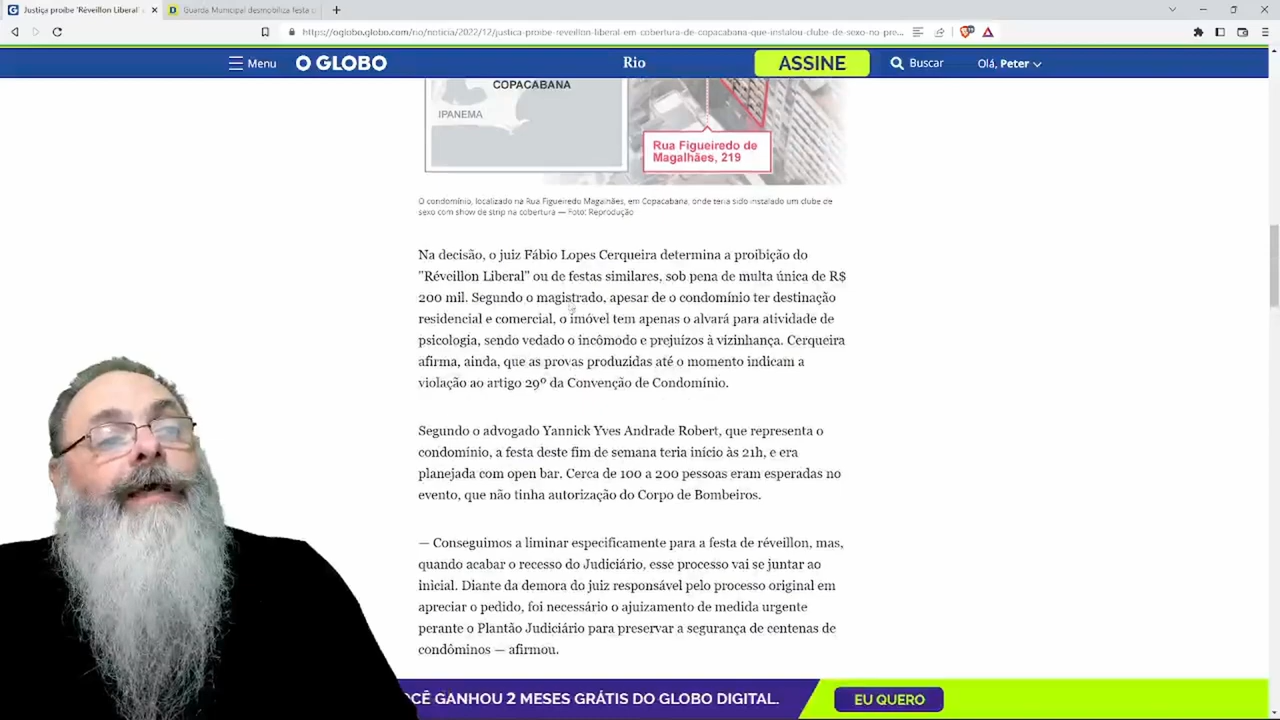 Justiça proíbe 'Réveillon Liberal'
Guarda Municipal desmobiliza festa c
https://oglobo.globo.com/rio/noticia/2022/12/justica-proibe-reveillon-liberal-em-cobertura-de-copacabana-que-instalou-clube-de-sexo-no-pre...
Menu
O GLOBO
Rio
ASSINE
Buscar
Olá, Peter
COPACABANA
IPANEMA
Rua Figueiredo de
Magalhães, 219
O condomínio, localizado na Rua Figueiredo Magalhães, em Copacabana, onde teria sido instalado um clube de
sexo com show de strip na cobertura — Foto: Reprodução
Na decisão, o juiz Fábio Lopes Cerqueira determina a proibição do
"Réveillon Liberal" ou de festas similares, sob pena de multa única de R$
200 mil. Segundo o magistrado, apesar de o condomínio ter destinação
residencial e comercial, o imóvel tem apenas o alvará para atividade de
psicologia, sendo vedado o incômodo e prejuízos à vizinhança. Cerqueira
afirma, ainda, que as provas produzidas até o momento indicam a
violação ao artigo 29º da Convenção de Condomínio.
Segundo o advogado Yannick Yves Andrade Robert, que representa o
condomínio, a festa deste fim de semana teria início às 21h, e era
planejada com open bar. Cerca de 100 a 200 pessoas eram esperadas no
evento, que não tinha autorização do Corpo de Bombeiros.
— Conseguimos a liminar especificamente para a festa de réveillon, mas,
quando acabar o recesso do Judiciário, esse processo vai se juntar ao
inicial. Diante da demora do juiz responsável pelo processo original em
apreciar o pedido, foi necessário o ajuizamento de medida urgente
perante o Plantão Judiciário para preservar a segurança de centenas de
condôminos — afirmou.
OCÊ GANHOU 2 MESES GRÁTIS DO GLOBO DIGITAL.
EU QUERO